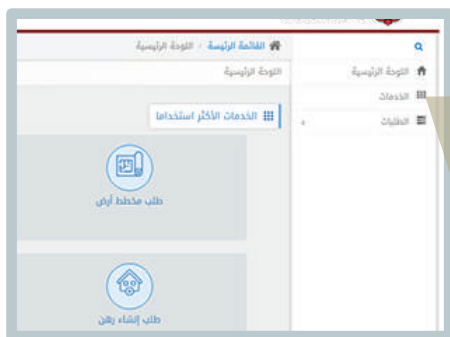 القائمة الرئيسة / اللوحة الرئيسية
اللوحة الرئيسية
الخدمات
الطلبات
اللوحة الرئيسية
الخدمات الأكثر استخداما
طلب مخطط أرض
طلب إنشاء رهن